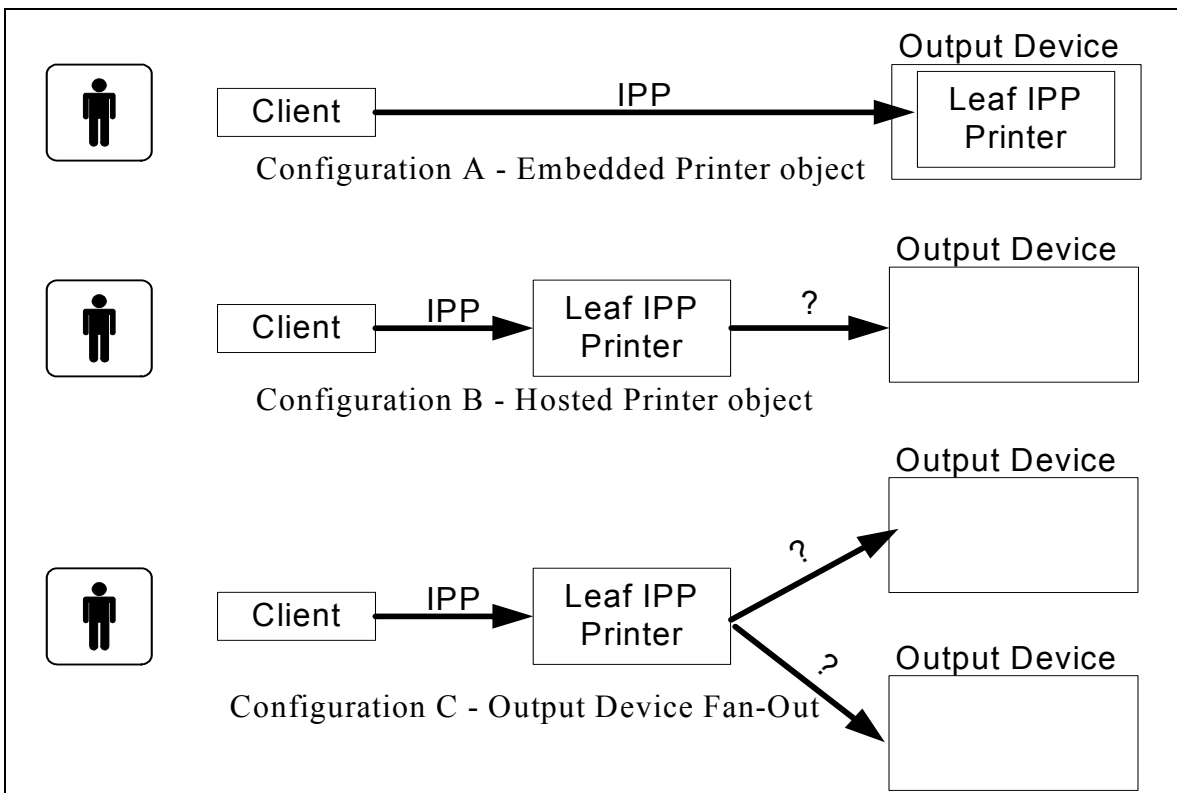 Output Device
Client
IPP
Leaf IPP
Printer
Configuration A - Embedded Printer object
Output Device
Client
IPP
Leaf IPP
Printer
?
Configuration B - Hosted Printer object
Output Device
?
Client
IPP
Leaf IPP
Printer
?
Output Device
Configuration C - Output Device Fan-Out